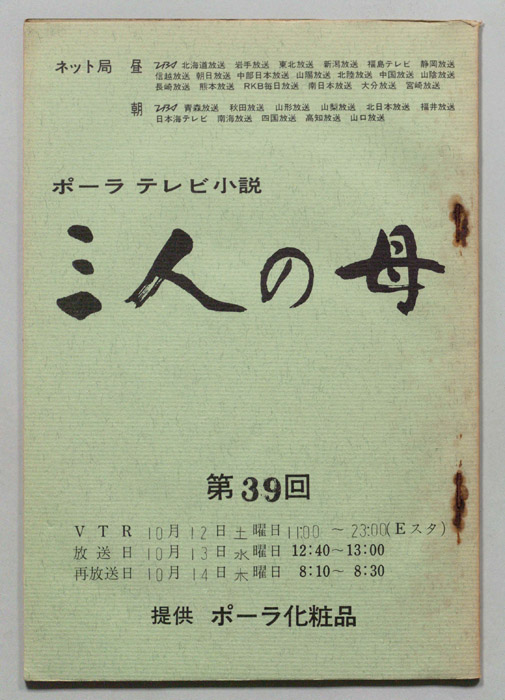 ネット局 昼 TBS 北海道放送 岩手放送 東北放送 新潟放送 福島テレビ 静岡放送
信越放送 朝日放送 中部日本放送 山陽放送 北陸放送 中国放送 山陰放送
長崎放送 熊本放送 RKB毎日放送 南日本放送 大分放送 宮崎放送
朝 TBS 青森放送 秋田放送 山形放送 山梨放送 北日本放送 福井放送
日本海テレビ 南海放送 四国放送 高知放送 山口放送
ポーラ テレビ小説
三人の母
第39回
VTR 10月12日土曜日11:00 ~ 23:00(Eスタ)
放送日 10月13日水曜日 12:40~13:00
再放送日 10月14日木曜日 8:10~ 8:30
提供 ポーラ化粧品